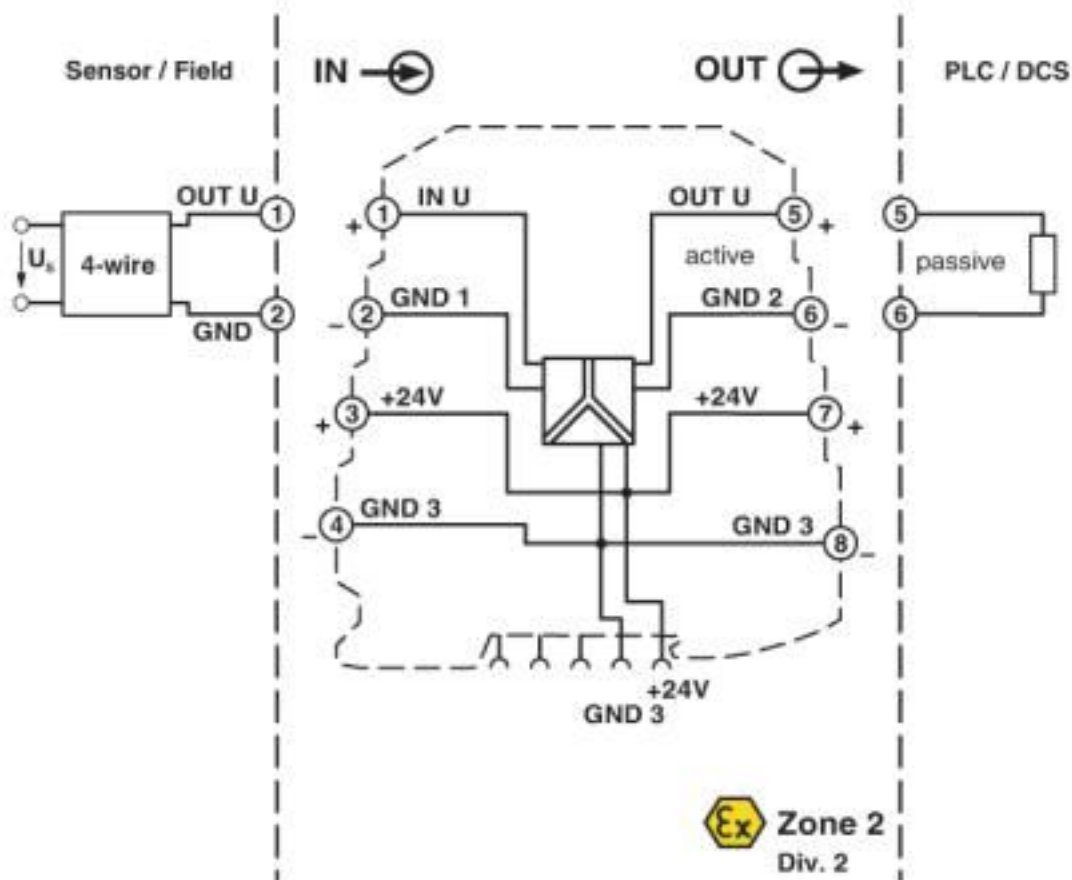 Sensor / Field
IN
OUT
PLC / DCS
OUT U
1
1
IN U
OUT U
5
5
+
+
Us
4-wire
active
passive
GND
2
2
GND 1
GND 2
6
6
–
–
3
+24V
+24V
7
+
+
4
GND 3
GND 3
8
–
–
+24V
GND 3
Ex
Zone 2
Div. 2